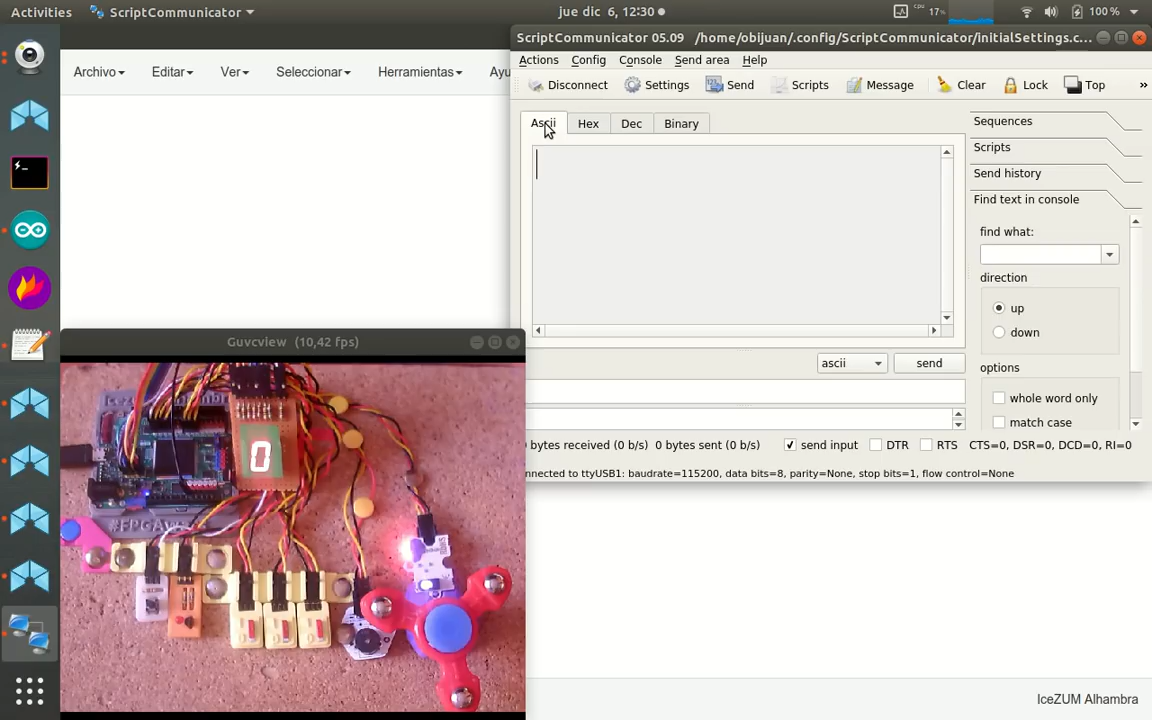 Activities ScriptCommunicator jue dic 6, 12:30 cpu 17% 100 %
ScriptCommunicator 05.09 /home/obijuan/.config/ScriptCommunicator/initialSettings.c...
Actions Config Console Send area Help
Archivo Editar Ver Seleccionar Herramientas Ayu
Disconnect Settings Send Scripts Message Clear Lock Top »
Ascii Hex Dec Binary
Sequences
Scripts
Send history
Find text in console
find what:
direction
up
down
options
whole word only
match case
ascii send
0 bytes received (0 b/s) 0 bytes sent (0 b/s) send input DTR RTS CTS=0, DSR=0, DCD=0, RI=0
nnected to ttyUSB1: baudrate=115200, data bits=8, parity=None, stop bits=1, flow control=None
Guvcview (10,42 fps)
0
IceZUM Alhambra